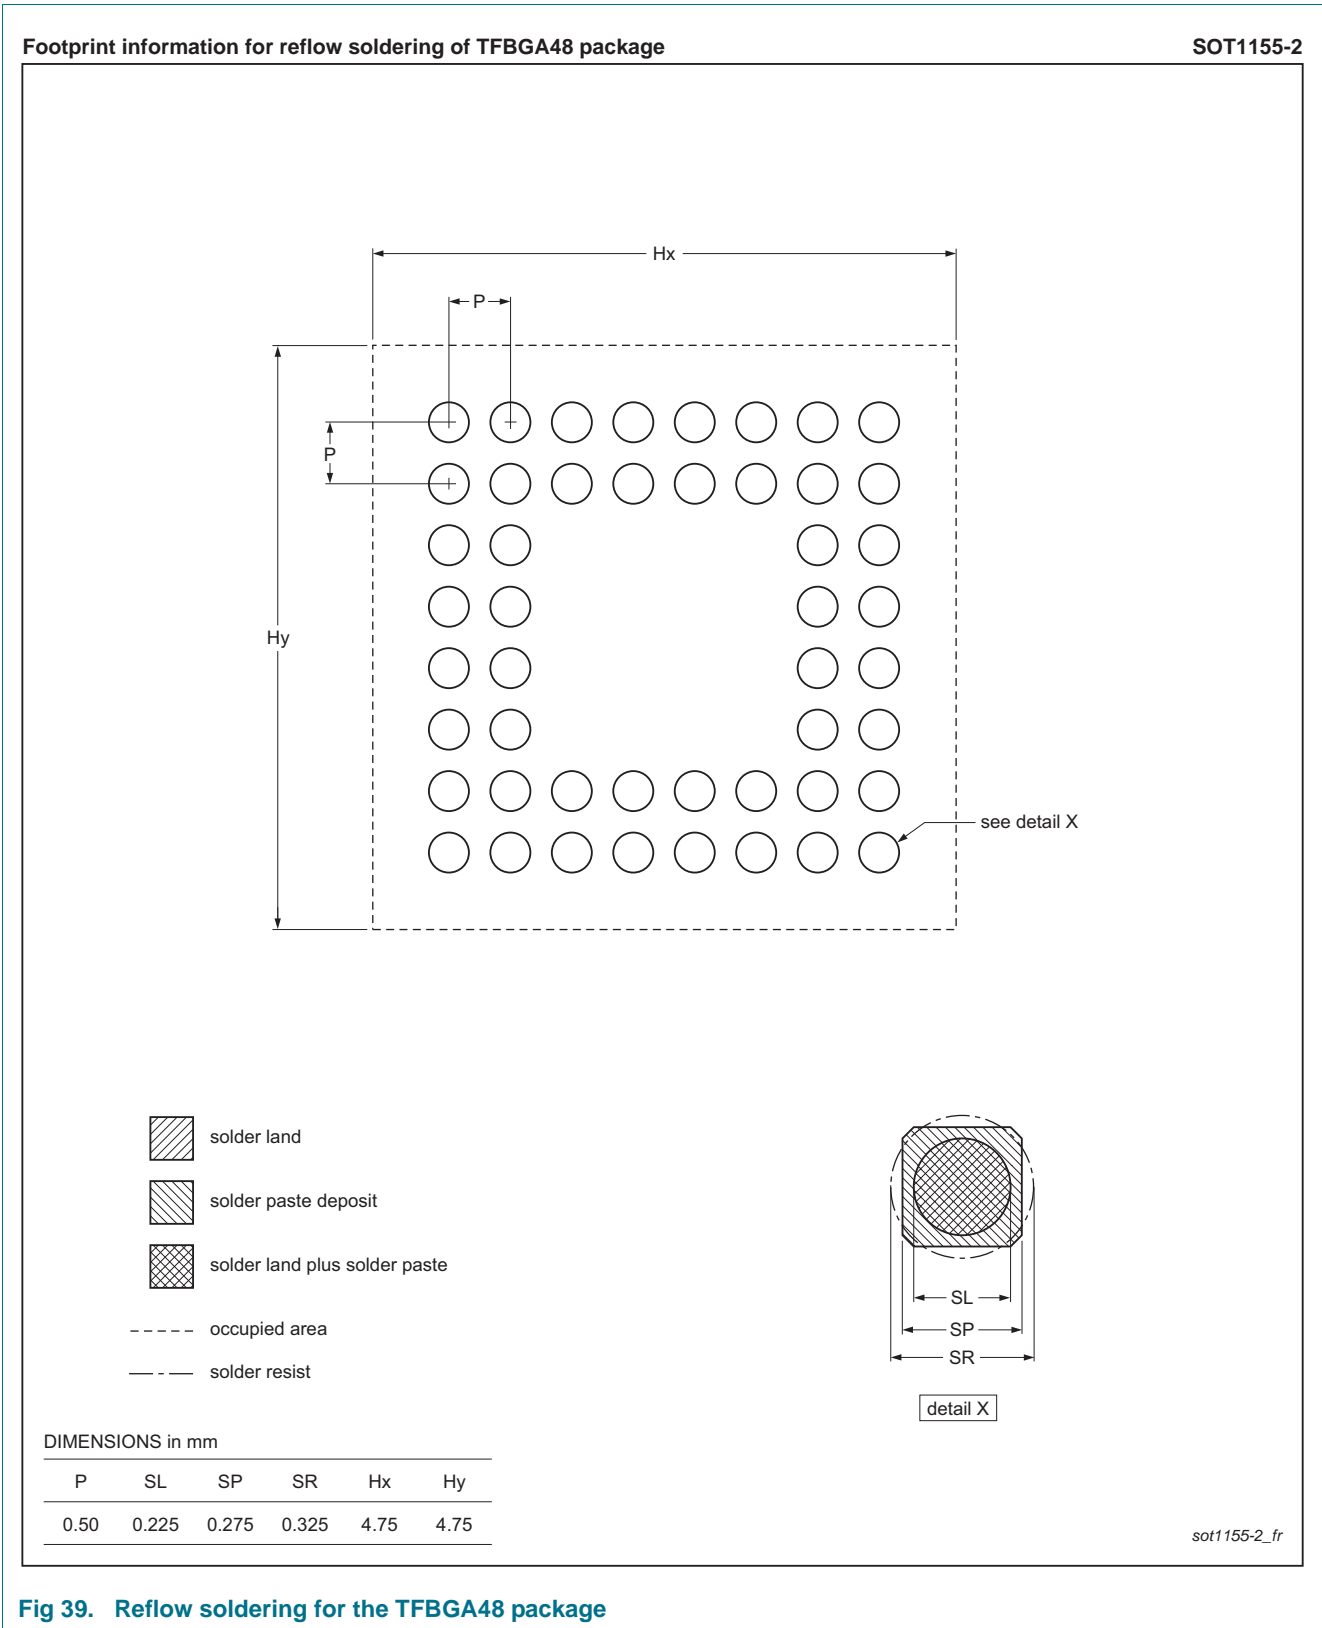 Footprint information for reflow soldering of TFBGA48 package SOT1155-2
Hx
P
P
Hy
see detail X
solder land
solder paste deposit
solder land plus solder paste
occupied area
solder resist
SL
SP
SR
detail X
DIMENSIONS in mm
P SL SP SR Hx Hy
0.50 0.225 0.275 0.325 4.75 4.75
sot1155-2_fr
Fig 39. Reflow soldering for the TFBGA48 package